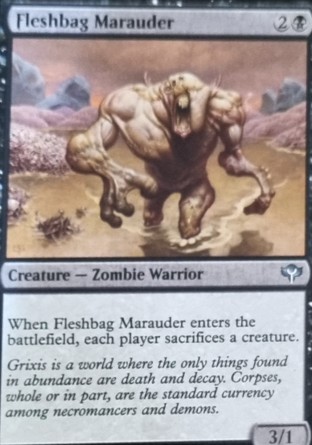 Fleshbag Marauder 2
Creature — Zombie Warrior
When Fleshbag Marauder enters the
battlefield, each player sacrifices a creature.
Grixis is a world where the only things found
in abundance are death and decay. Corpses,
whole or in part, are the standard currency
among necromancers and demons.
3/1